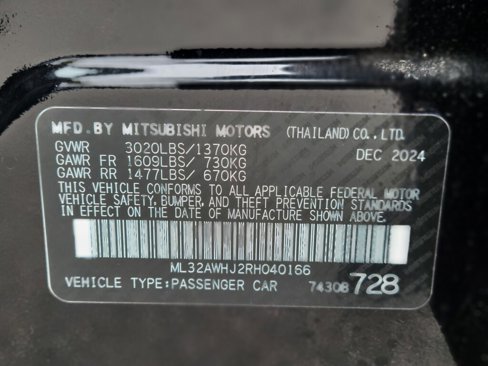 MFD.BY MITSUBISHI MOTORS (THAILAND) CO., LTD.
GVWR 3020LBS/1370KG DEC 2024
GAWR FR 1609LBS/ 730KG
GAWR RR 1477LBS/ 670KG
THIS VEHICLE CONFORMS TO ALL APPLICABLE FEDERAL MOTOR
VEHICLE SAFETY, BUMPER, AND THEFT PREVENTION STANDARDS
IN EFFECT ON THE DATE OF MANUFACTURE SHOWN ABOVE.
ML32AWHJ2RH040166
VEHICLE TYPE:PASSENGER CAR 74308 728